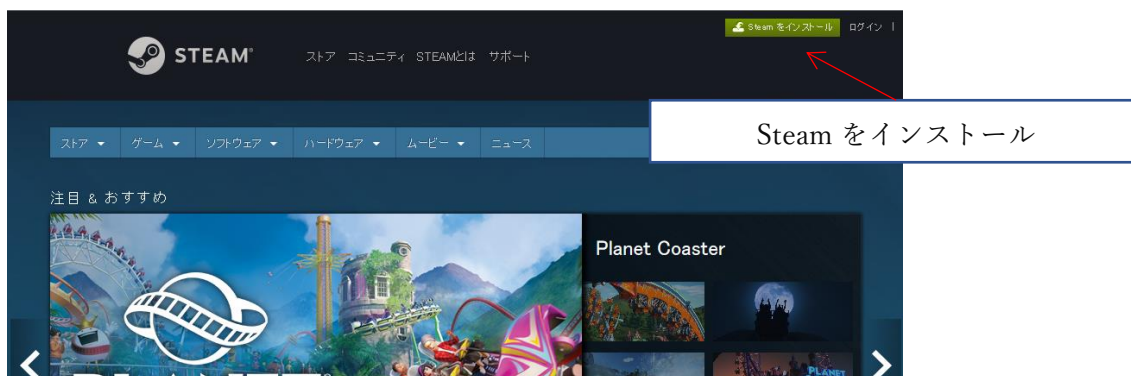 Steam をインストール ログイン |
STEAM® ストア コミュニティ STEAMとは サポート
Steam をインストール
ストア ゲーム ソフトウェア ハードウェア ムービー ニュース
注目 & おすすめ
Planet Coaster
PLANET